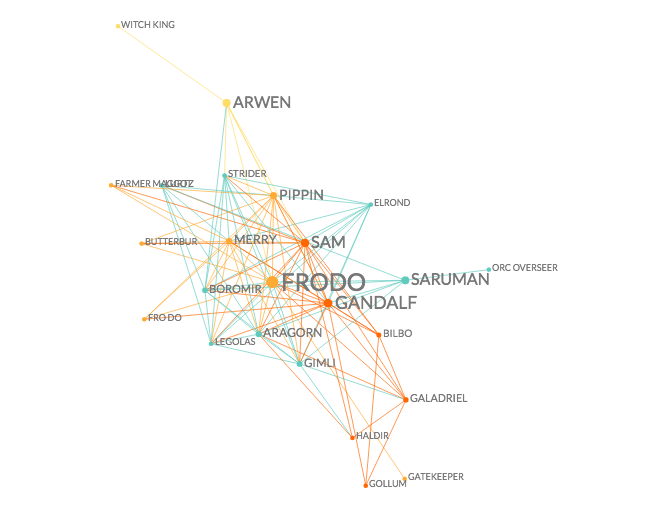 WITCH KING
ARWEN
STRIDER
FARMER MAGGOT
LURTZ
PIPPIN
ELROND
BUTTERBUR
MERRY
SAM
ORC OVERSEER
FRODO
SARUMAN
BOROMIR
GANDALF
FRO DO
ARAGORN
BILBO
LEGOLAS
GIMLI
GALADRIEL
HALDIR
GATEKEEPER
GOLLUM